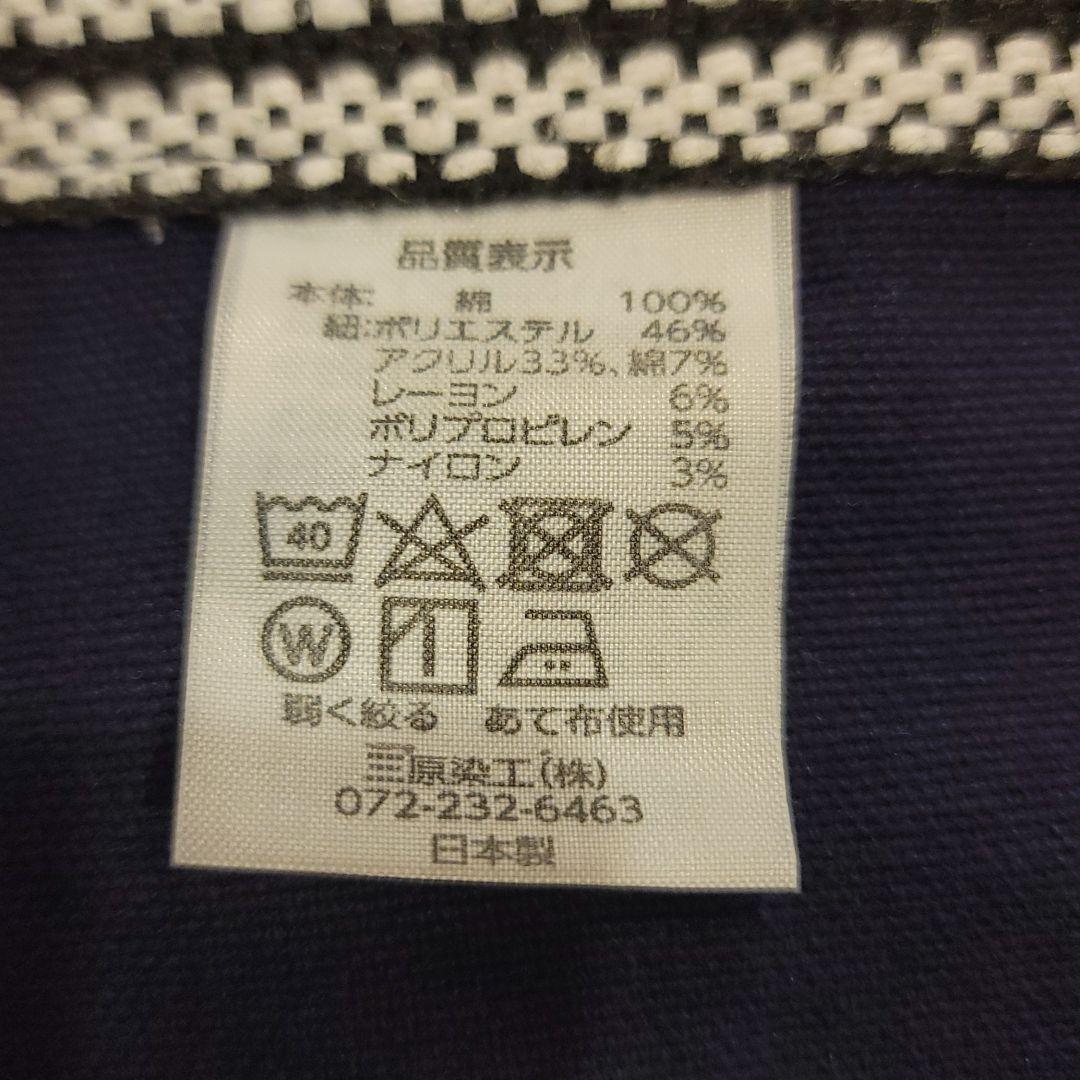 品質表示
本体: 綿 100%
紐:ポリエステル 46%
アクリル33%、綿7%
レーヨン 6%
ポリプロピレン 5%
ナイロン 3%
40
W
弱く絞る あて布使用
三原染工(株)
072-232-6463
日本製